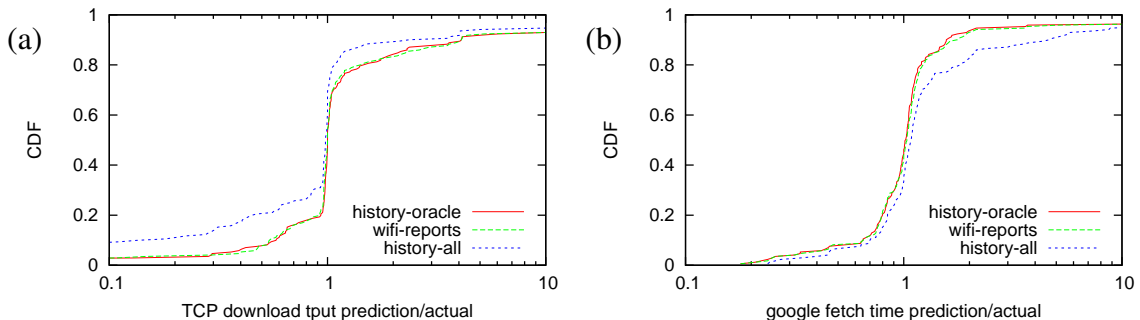 (a)
CDF
1
0.8
0.6
0.4
0.2
0
0.1
1
10
history-oracle
wifi-reports
history-all
TCP download tput prediction/actual
(b)
CDF
1
0.8
0.6
0.4
0.2
0
0.1
1
10
history-oracle
wifi-reports
history-all
google fetch time prediction/actual